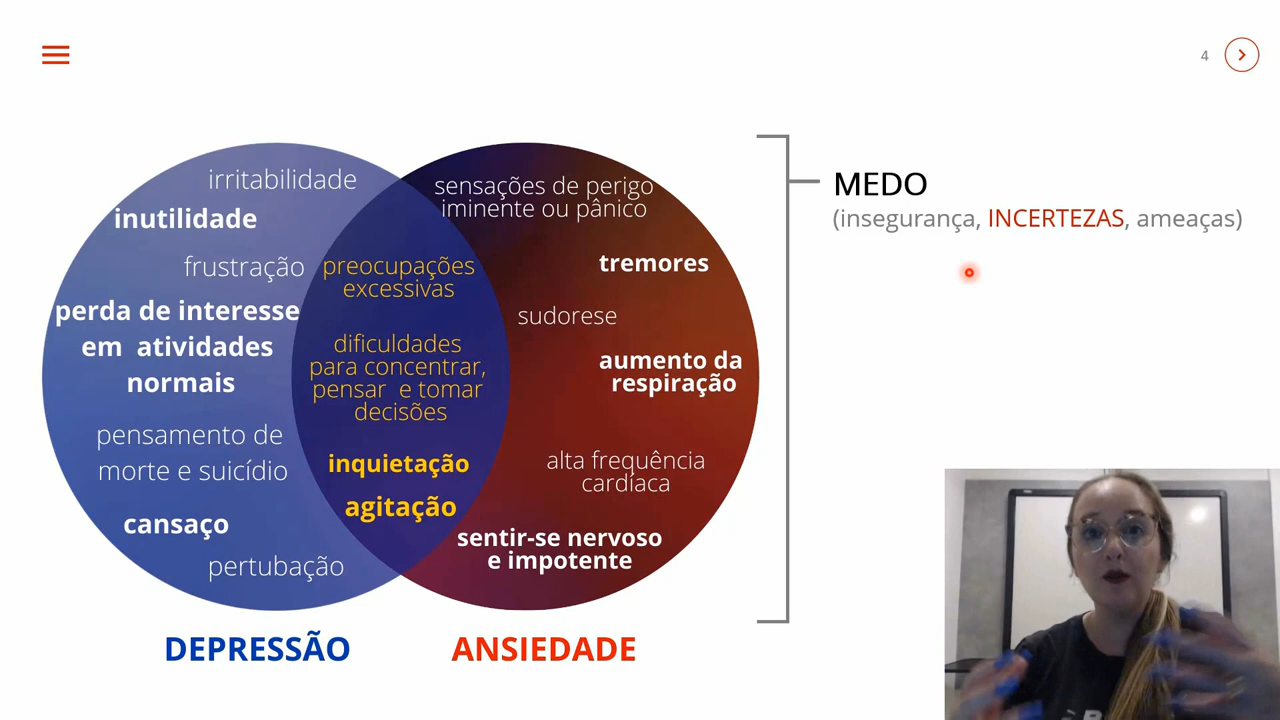 4
irritabilidade
inutilidade
frustração
perda de interesse
em atividades
normais
pensamento de
morte e suicídio
cansaço
pertubação
preocupações
excessivas
dificuldades
para concentrar,
pensar e tomar
decisões
inquietação
agitação
sensações de perigo
iminente ou pânico
tremores
sudorese
aumento da
respiração
alta frequência
cardíaca
sentir-se nervoso
e impotente
DEPRESSÃO
ANSIEDADE
MEDO
(insegurança, INCERTEZAS, ameaças)